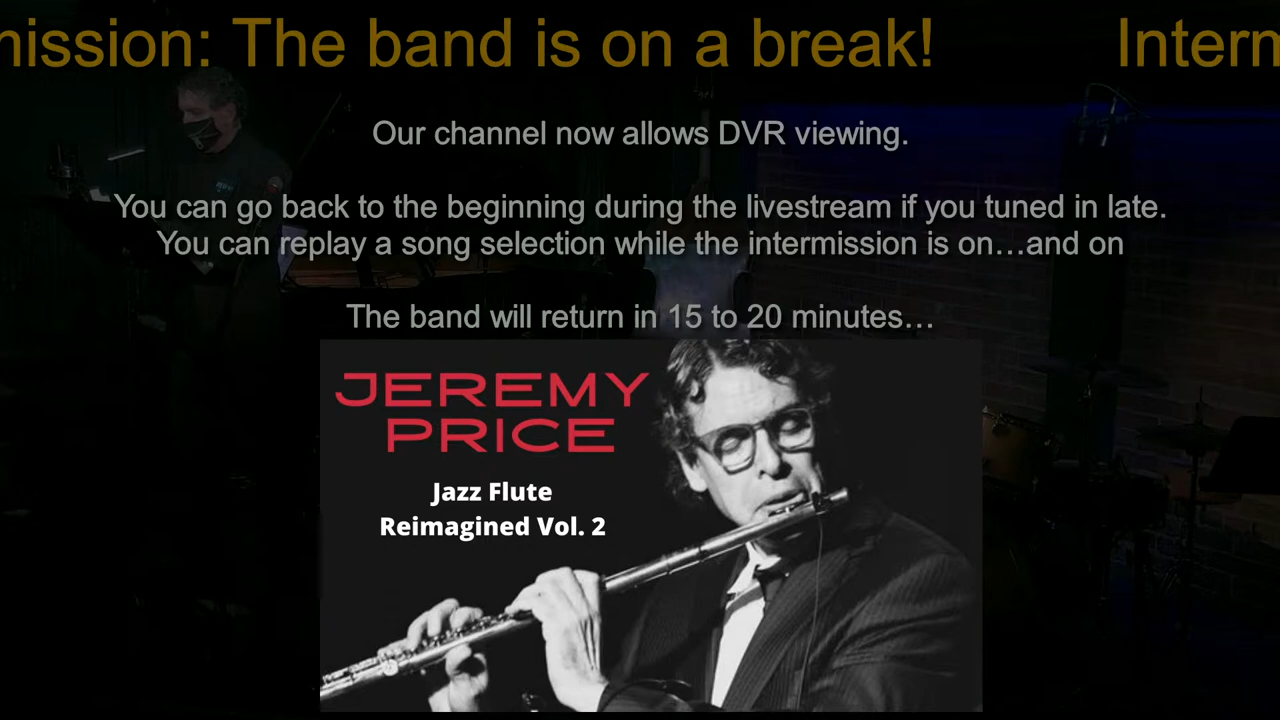 mission: The band is on a break! Intern
Our channel now allows DVR viewing.
You can go back to the beginning during the livestream if you tuned in late.
You can replay a song selection while the intermission is on…and on
The band will return in 15 to 20 minutes…
JEREMY
PRICE
Jazz Flute
Reimagined Vol. 2